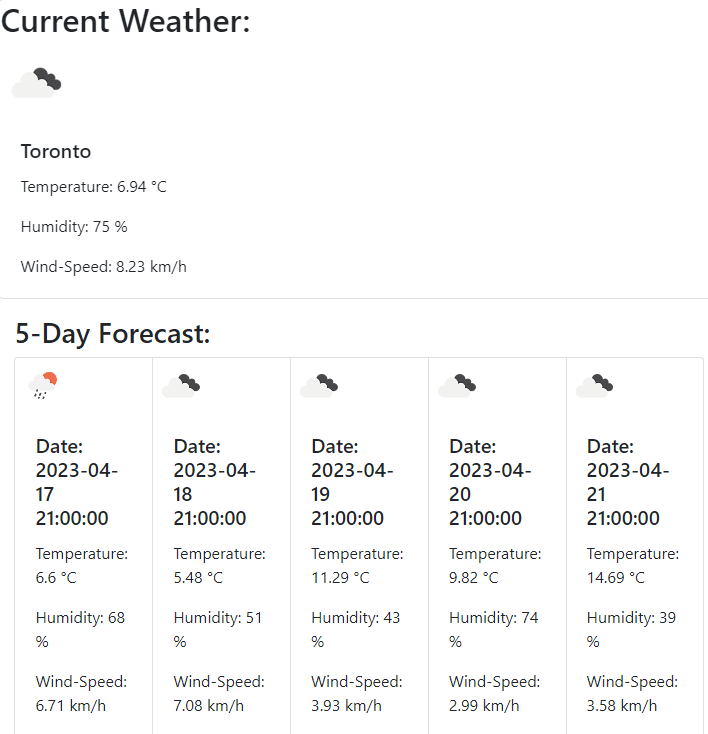 Current Weather:
Toronto
Temperature: 6.94 °C
Humidity: 75 %
Wind-Speed: 8.23 km/h
5-Day Forecast:
Date:
2023-04-
17
21:00:00
Temperature:
6.6 °C
Humidity: 68
%
Wind-Speed:
6.71 km/h
Date:
2023-04-
18
21:00:00
Temperature:
5.48 °C
Humidity: 51
%
Wind-Speed:
7.08 km/h
Date:
2023-04-
19
21:00:00
Temperature:
11.29 °C
Humidity: 43
%
Wind-Speed:
3.93 km/h
Date:
2023-04-
20
21:00:00
Temperature:
9.82 °C
Humidity: 74
%
Wind-Speed:
2.99 km/h
Date:
2023-04-
21
21:00:00
Temperature:
14.69 °C
Humidity: 39
%
Wind-Speed:
3.58 km/h